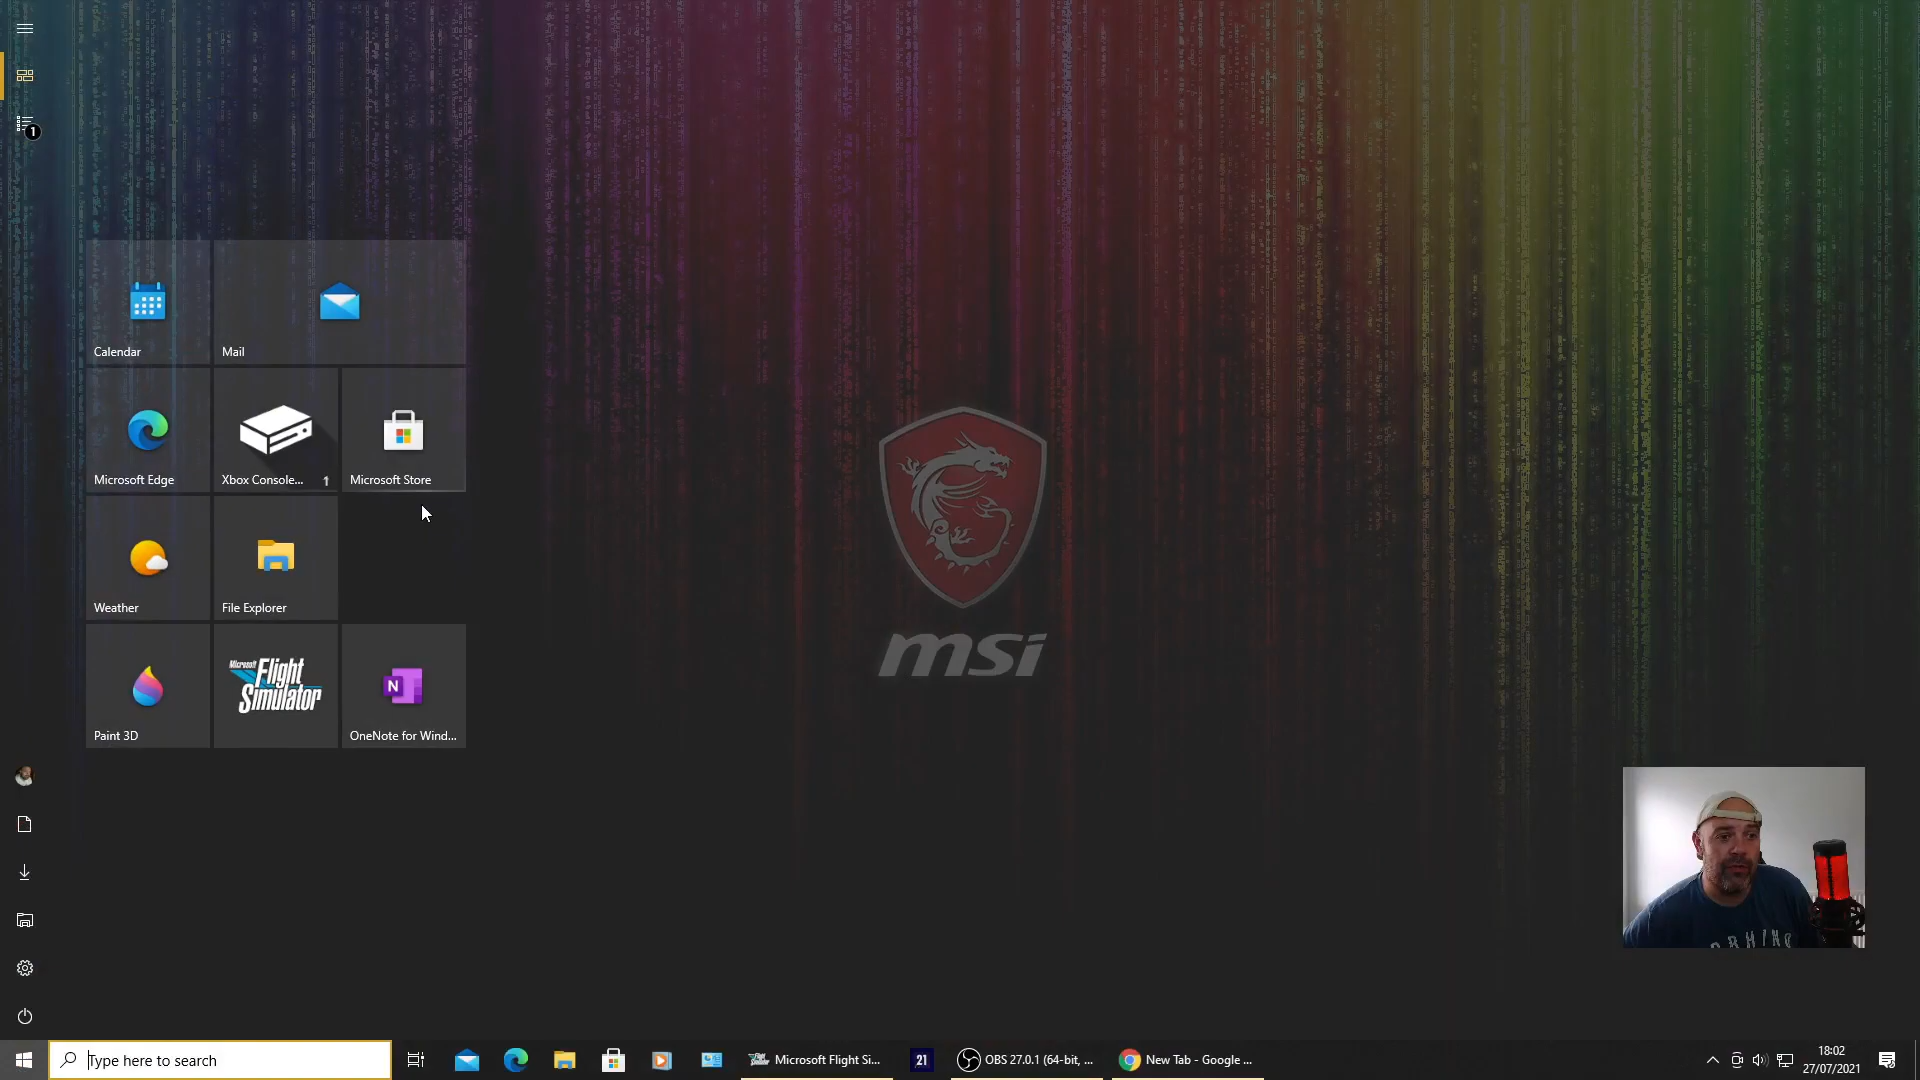 1
Calendar
Mail
Microsoft Edge
Xbox Console...
1
Microsoft Store
Weather
File Explorer
Paint 3D
Microsoft
Flight
Simulator
N
OneNote for Wind...
msi
Type here to search
Microsoft Flight Si...
21
OBS 27.0.1 (64-bit, ...
New Tab - Google ...
18:02
27/07/2021